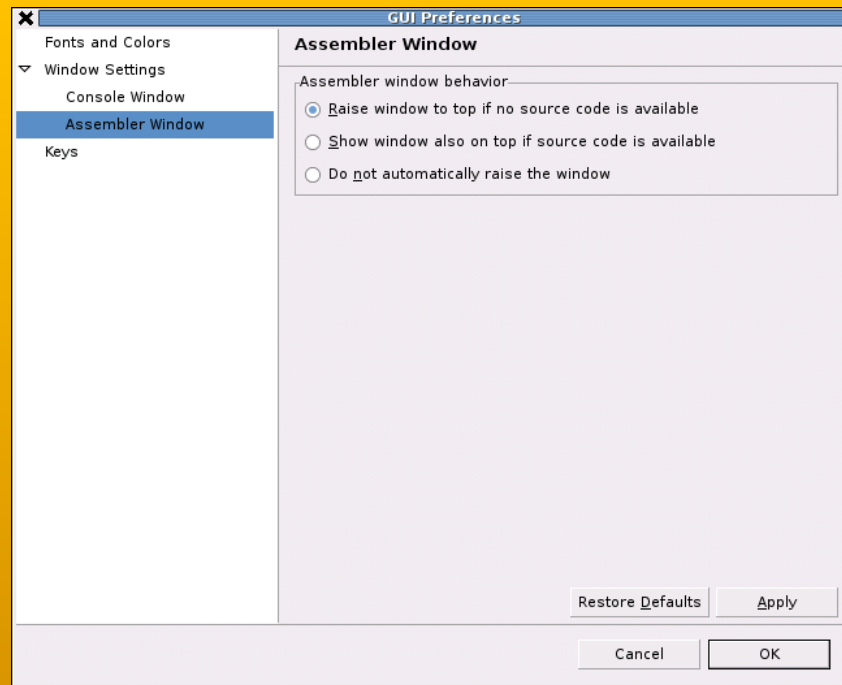 GUI Preferences
Fonts and Colors
Window Settings
Console Window
Assembler Window
Keys
Assembler Window
Assembler window behavior
Raise window to top if no source code is available
Show window also on top if source code is available
Do not automatically raise the window
Restore Defaults
Apply
Cancel
OK